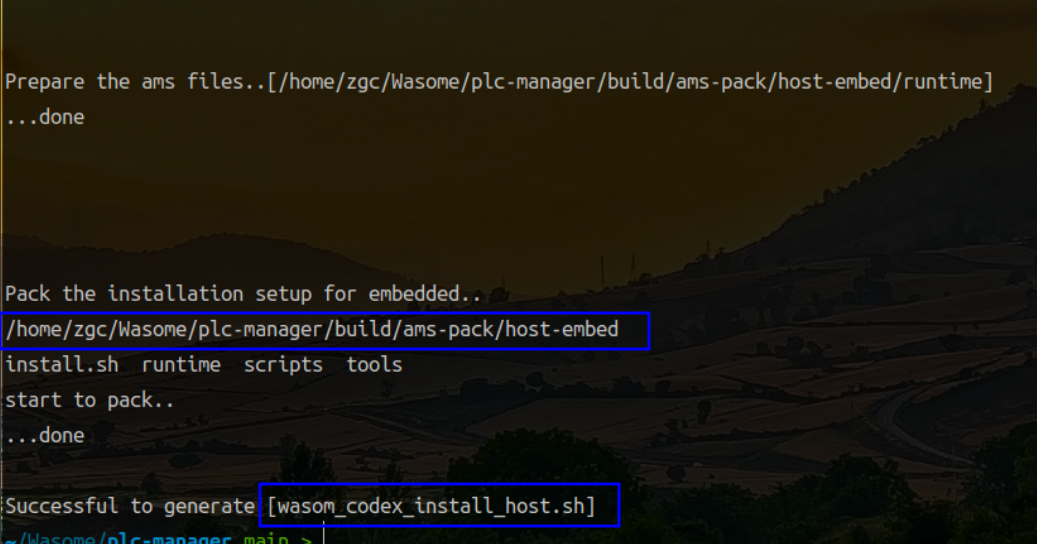 Prepare the ams files..[/home/zgc/Wasome/plc-manager/build/ams-pack/host-embed/runtime]
...done
Pack the installation setup for embedded..
/home/zgc/Wasome/plc-manager/build/ams-pack/host-embed
install.sh  runtime  scripts  tools
start to pack..
...done
Successful to generate [wasom_codex_install_host.sh]
~/Wasome/plc-manager main >